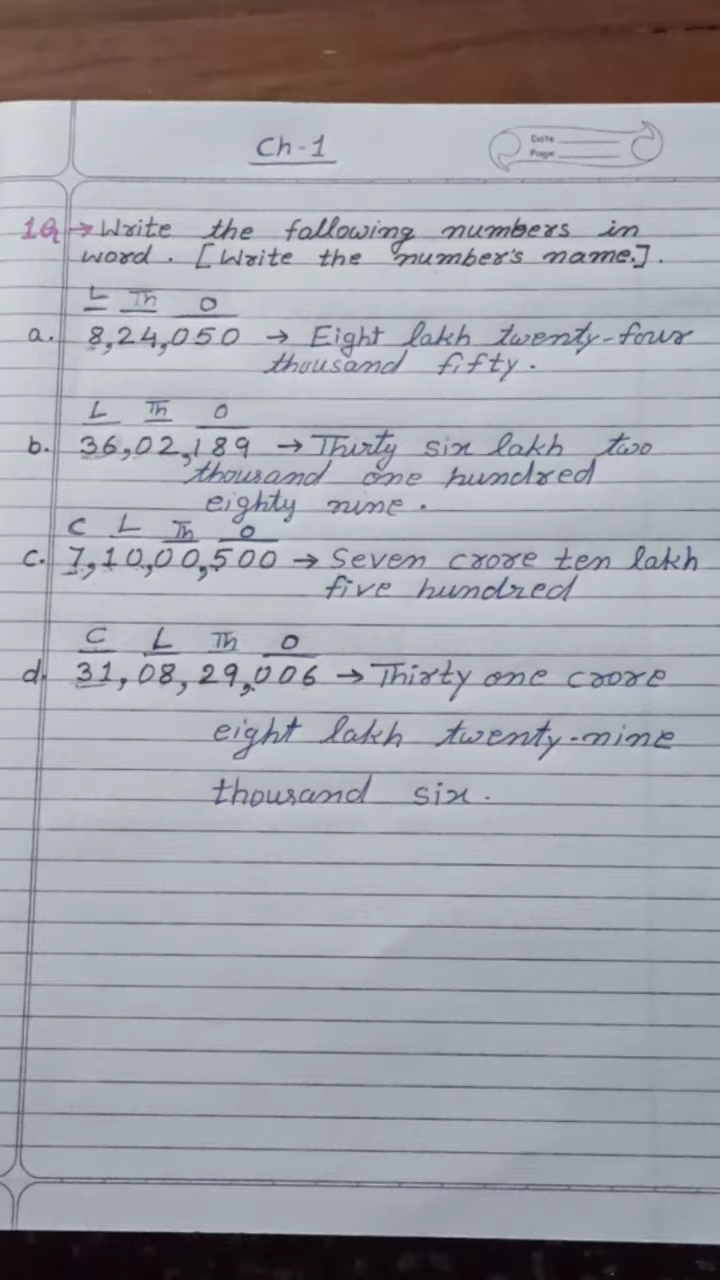 Ch-1
Date
Page
1Q→ Write the following numbers in
word. [Write the number's name.].
L Th O
a. 8,24,050 → Eight lakh twenty-four
thousand fifty.
L Th O
b. 36,02,189 → Thirty six lakh two
thousand one hundred
eighty nine.
C L Th O
c. 7,10,00,500 → Seven crore ten lakh
five hundred
C L Th O
d. 31,08,29,006 → Thirty one crore
eight lakh twenty-nine
thousand six.